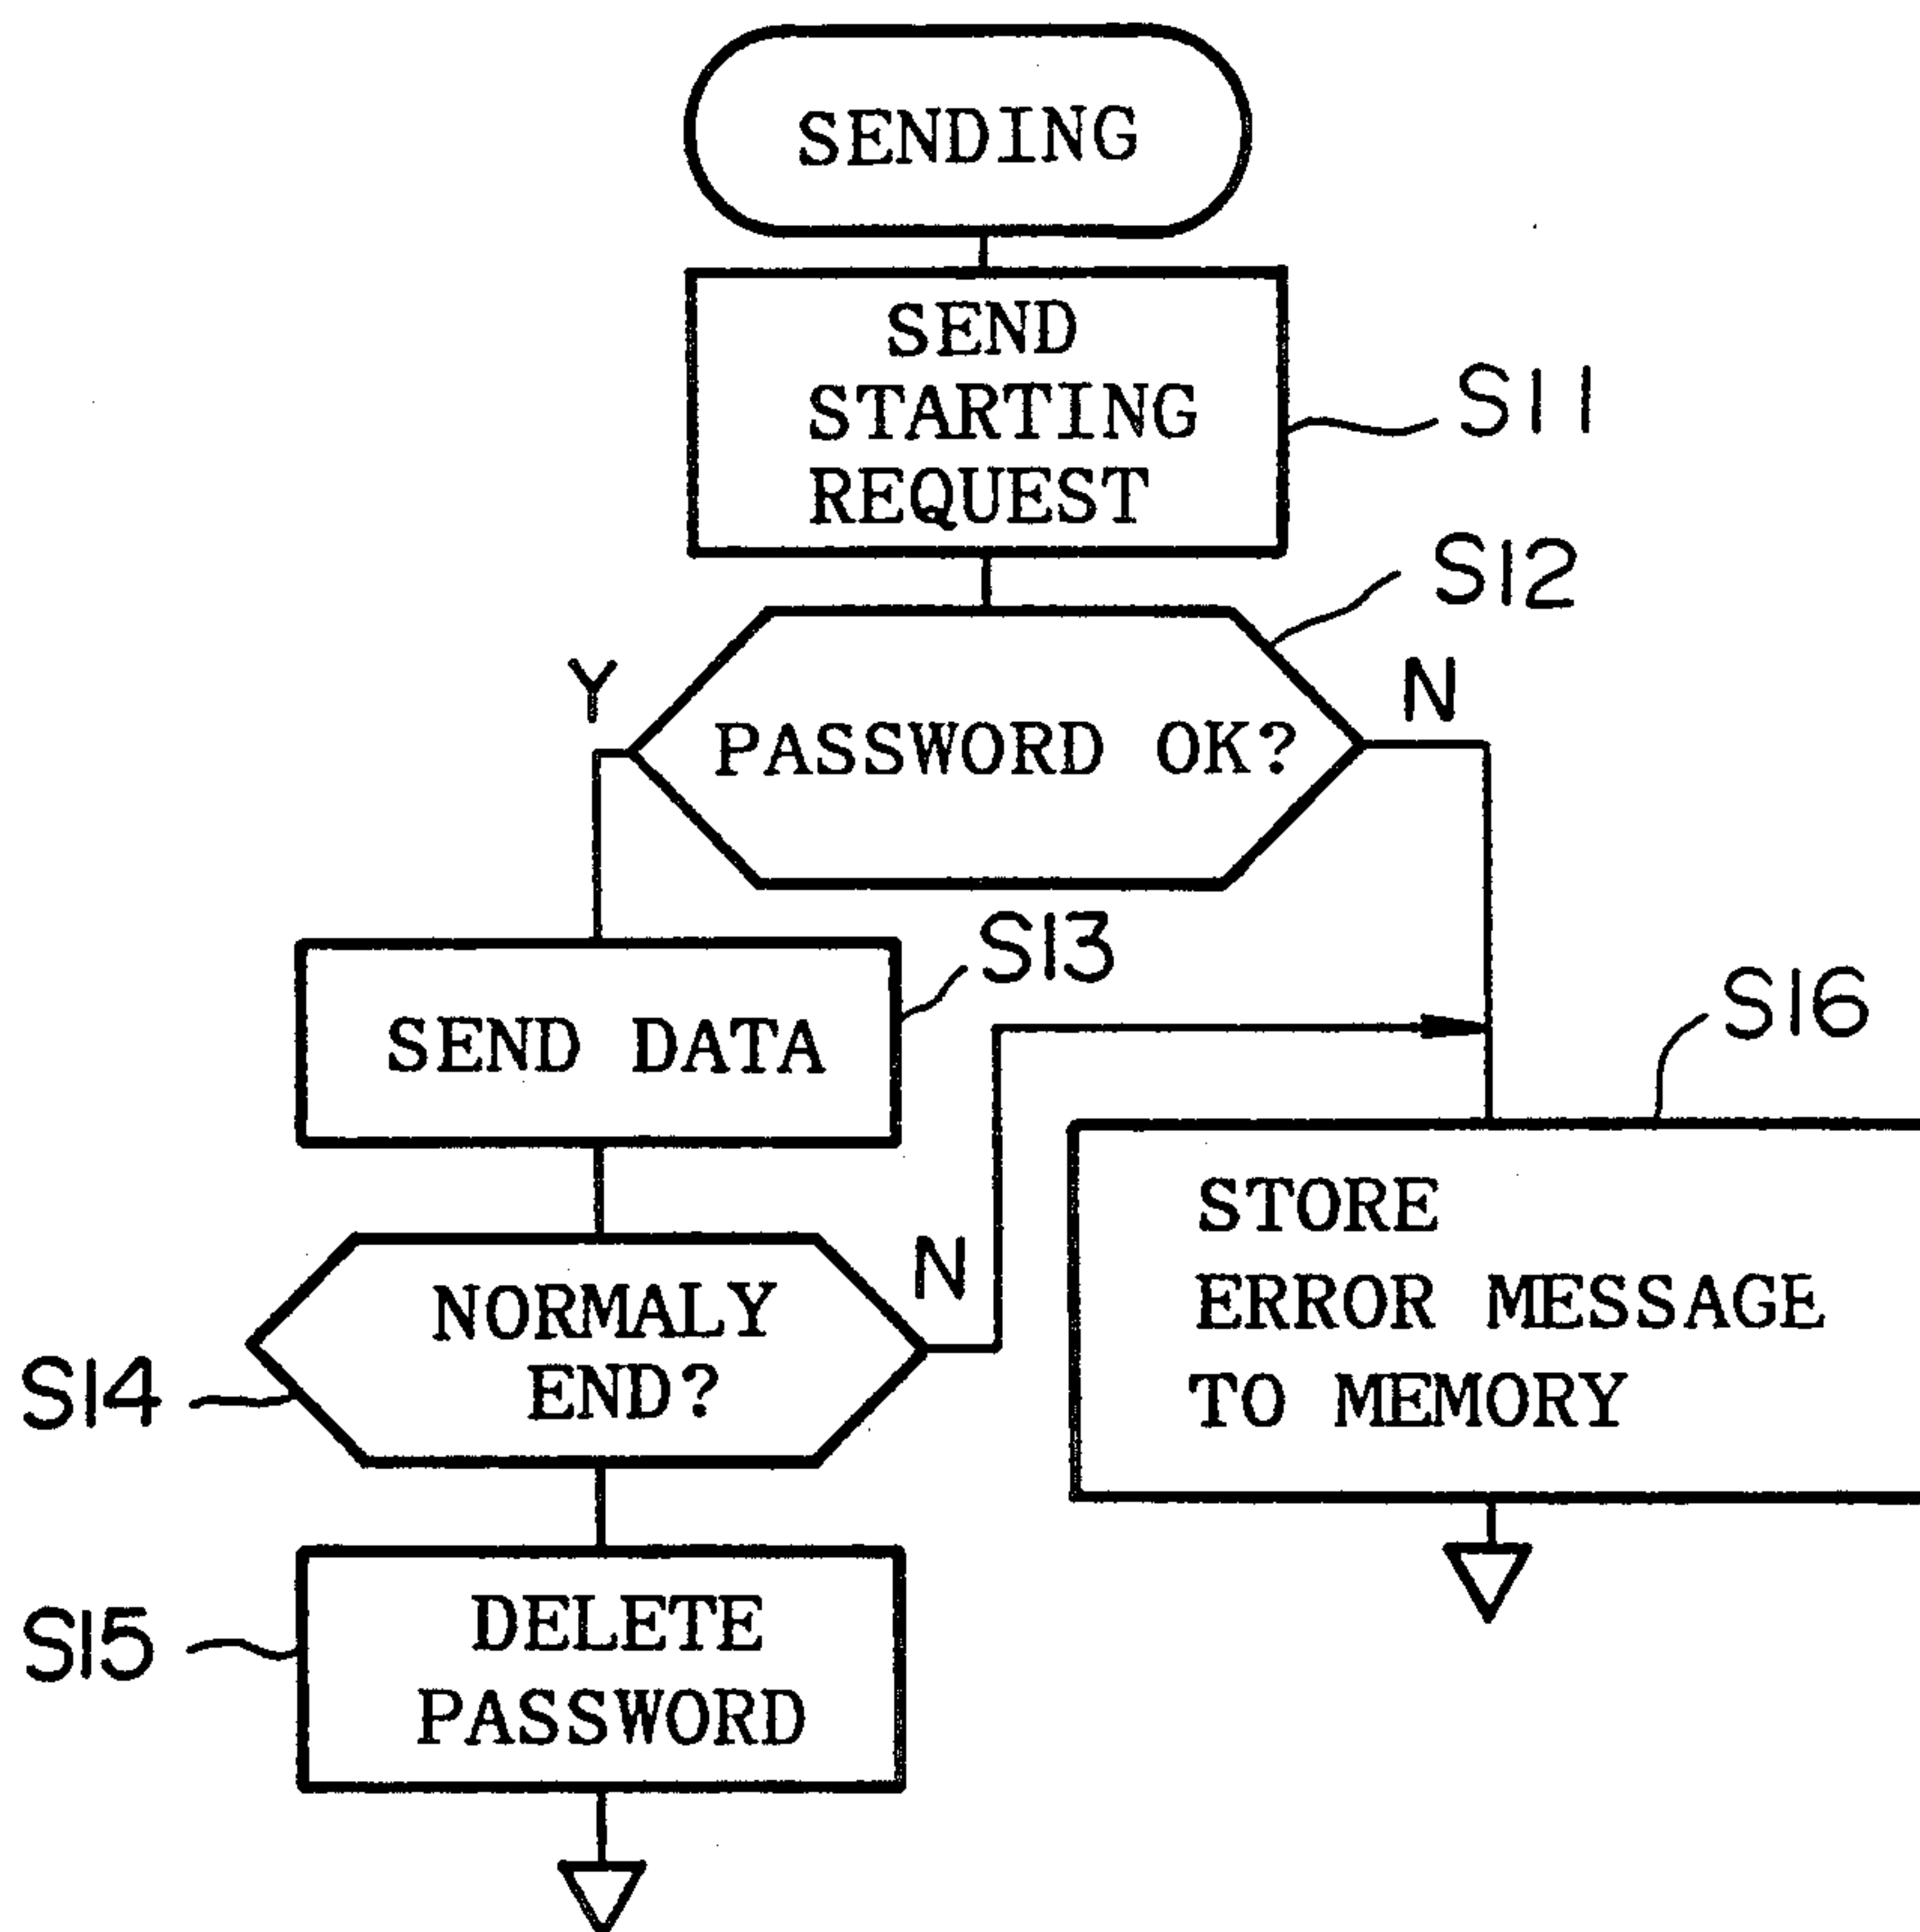 SENDING
SEND
STARTING
REQUEST
S11
S12
Y
N
PASSWORD OK?
S13
SEND DATA
S16
N
NORMALY
END?
S14
STORE
ERROR MESSAGE
TO MEMORY
S15
DELETE
PASSWORD